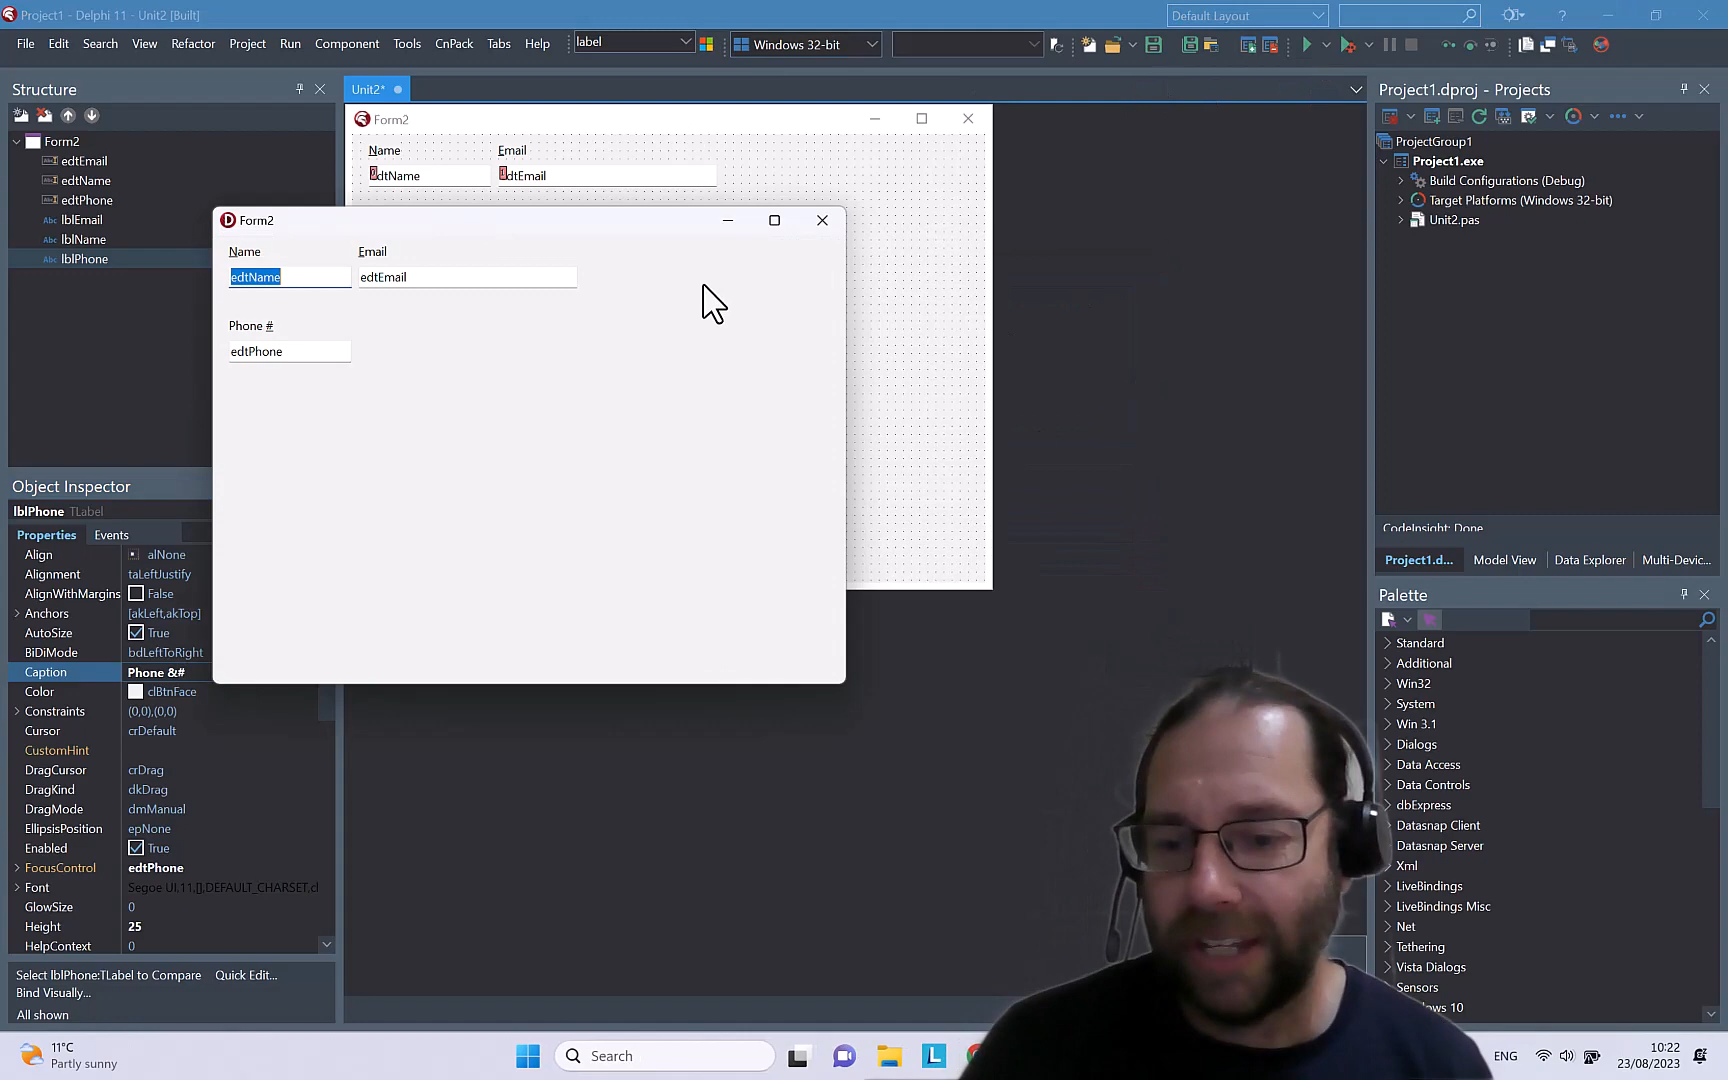 Project1 - Delphi 11 - Unit2 [Built]
Default Layout
File Edit Search View Refactor Project Run Component Tools CnPack Tabs Help
label
Windows 32-bit
Structure
Form2
edtEmail
edtName
edtPhone
lblEmail
lblName
lblPhone
Unit2*
Form2
Name Email
dtName
dtEmail
Form2
Name Email
edtName edtEmail
Phone #
edtPhone
Object Inspector
lblPhone TLabel
Properties Events
Align alNone
Alignment taLeftJustify
AlignWithMargins False
Anchors [akLeft,akTop]
AutoSize True
BiDiMode bdLeftToRight
Caption Phone &#
Color clBtnFace
Constraints (0,0),(0,0)
Cursor crDefault
CustomHint
DragCursor crDrag
DragKind dkDrag
DragMode dmManual
EllipsisPosition epNone
Enabled True
FocusControl edtPhone
Font Segoe UI,11,[],DEFAULT_CHARSET,cl
GlowSize 0
Height 25
HelpContext 0
Select lblPhone:TLabel to Compare Quick Edit...
Bind Visually...
All shown
Project1.dproj - Projects
ProjectGroup1
Project1.exe
Build Configurations (Debug)
Target Platforms (Windows 32-bit)
Unit2.pas
CodeInsight: Done
Project1.d... Model View Data Explorer Multi-Devic...
Palette
Standard
Additional
Win32
System
Win 3.1
Dialogs
Data Access
Data Controls
dbExpress
Datasnap Client
Datasnap Server
Xml
LiveBindings
LiveBindings Misc
Net
Tethering
Vista Dialogs
Sensors
ows 10
11°C
Partly sunny
Search
ENG
10:22
23/08/2023